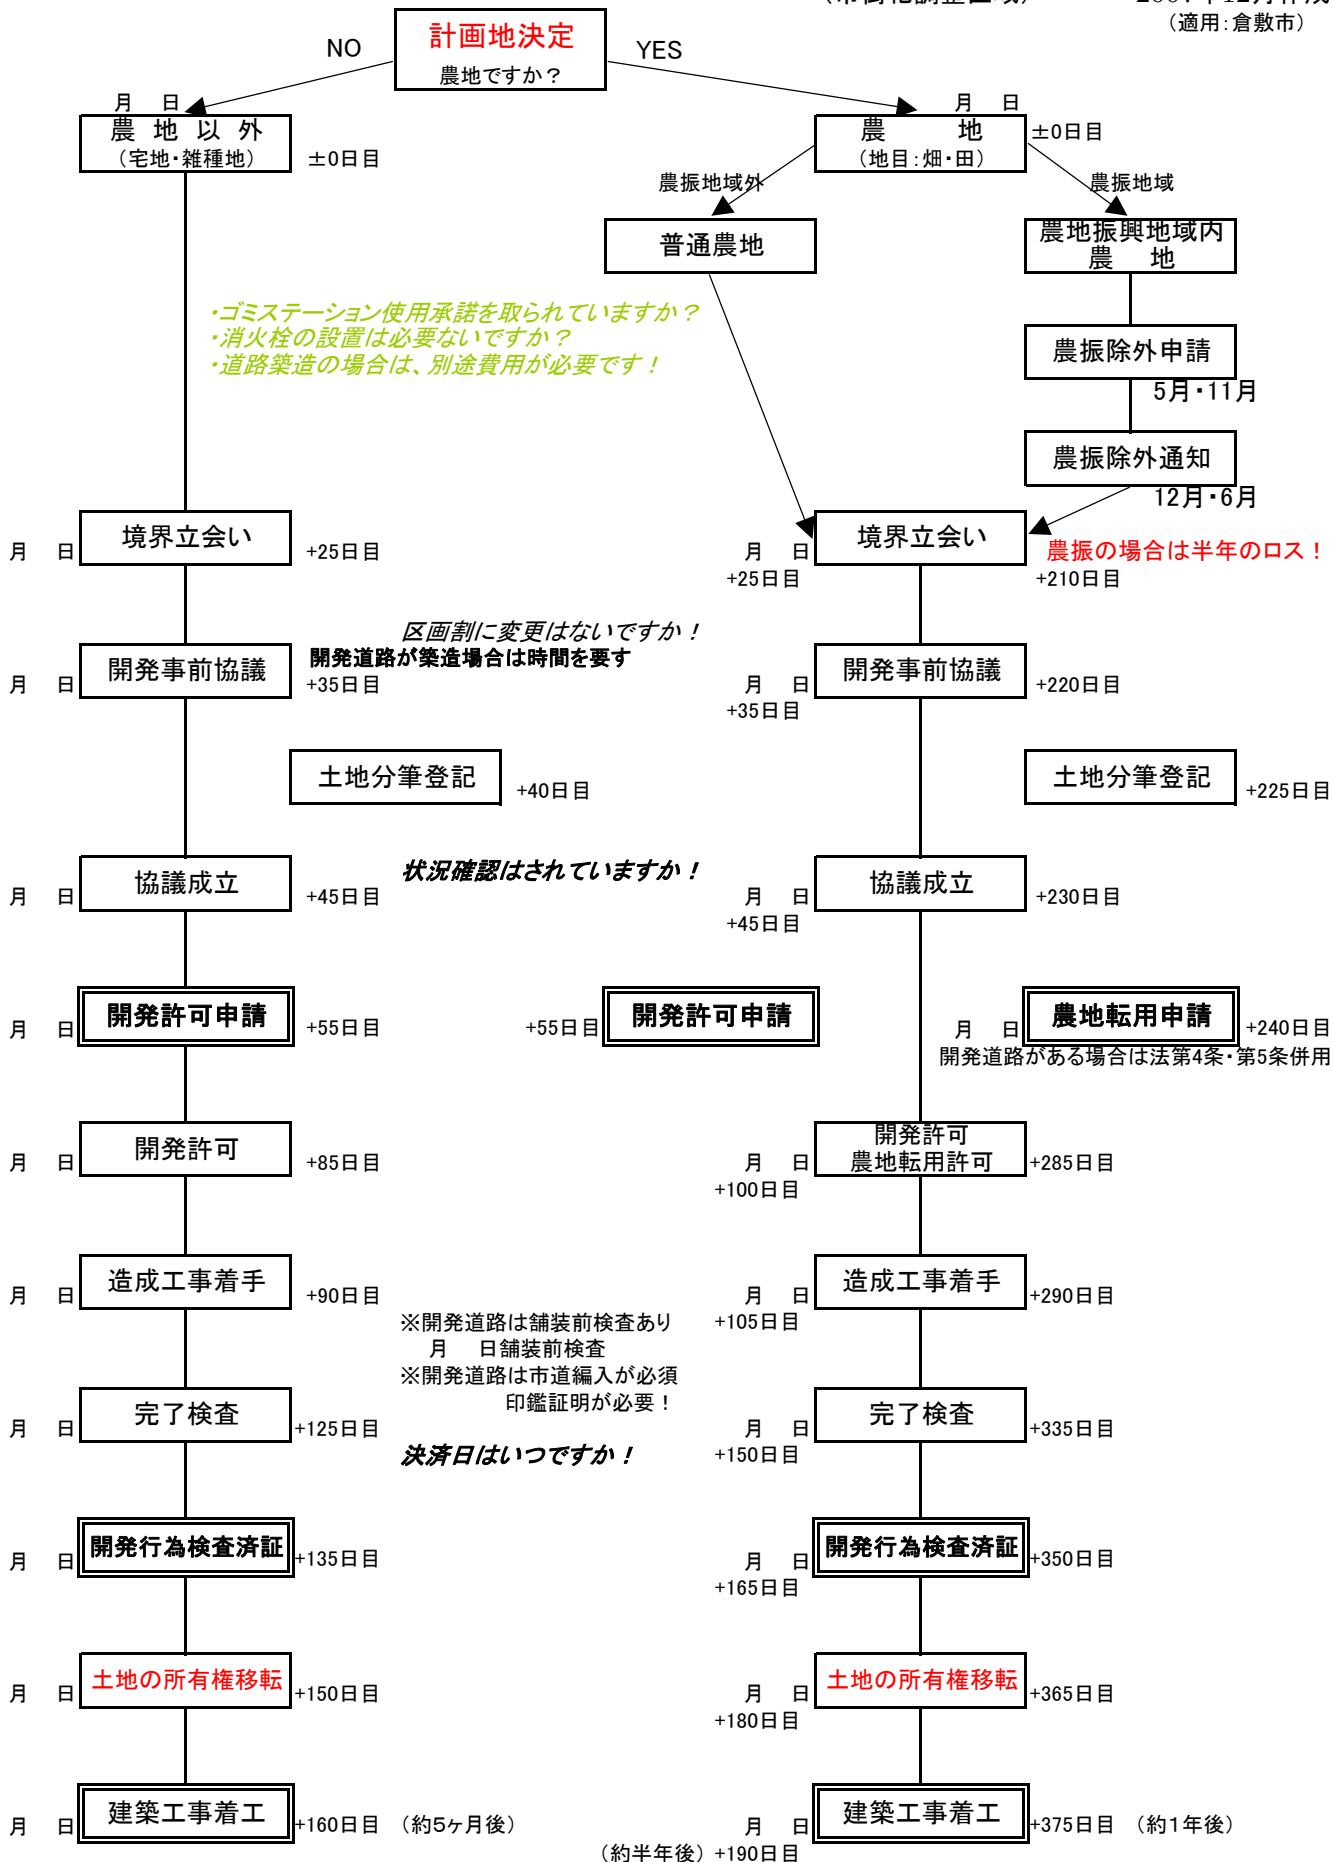 (適用：倉敷市)
計画地決定
農地ですか？
NO
YES
月　日
農 地 以 外
(宅地・雑種地)
±0日目
月　日
農　　地
(地目：畑・田)
±0日目
農振地域外
農振地域
普通農地
農地振興地域内
農　地
・ゴミステーション使用承諾を取られていますか？
・消火栓の設置は必要ないですか？
・道路築造の場合は、別途費用が必要です！
農振除外申請
5月・11月
農振除外通知
12月・6月
月　日
境界立会い
+25日目
月　日
+25日目
境界立会い
農振の場合は半年のロス！
+210日目
区画割に変更はないですか！
開発道路が築造場合は時間を要す
月　日
開発事前協議
+35日目
月　日
+35日目
開発事前協議
+220日目
土地分筆登記
+40日目
土地分筆登記
+225日目
月　日
協議成立
+45日目
状況確認はされていますか！
月　日
+45日目
協議成立
+230日目
月　日
開発許可申請
+55日目
+55日目
開発許可申請
月　日
農地転用申請
+240日目
開発道路がある場合は法第4条・第5条併用
月　日
開発許可
+85日目
月　日
+100日目
開発許可
農地転用許可
+285日目
月　日
造成工事着手
+90日目
月　日
+105日目
造成工事着手
+290日目
※開発道路は舗装前検査あり
月　日舗装前検査
※開発道路は市道編入が必須
印鑑証明が必要！
月　日
完了検査
+125日目
決済日はいつですか！
月　日
+150日目
完了検査
+335日目
月　日
開発行為検査済証
+135日目
月　日
+165日目
開発行為検査済証
+350日目
月　日
土地の所有権移転
+150日目
月　日
+180日目
土地の所有権移転
+365日目
月　日
建築工事着工
+160日目　(約5ヶ月後)
月　日
(約半年後) +190日目
建築工事着工
+375日目　(約1年後)